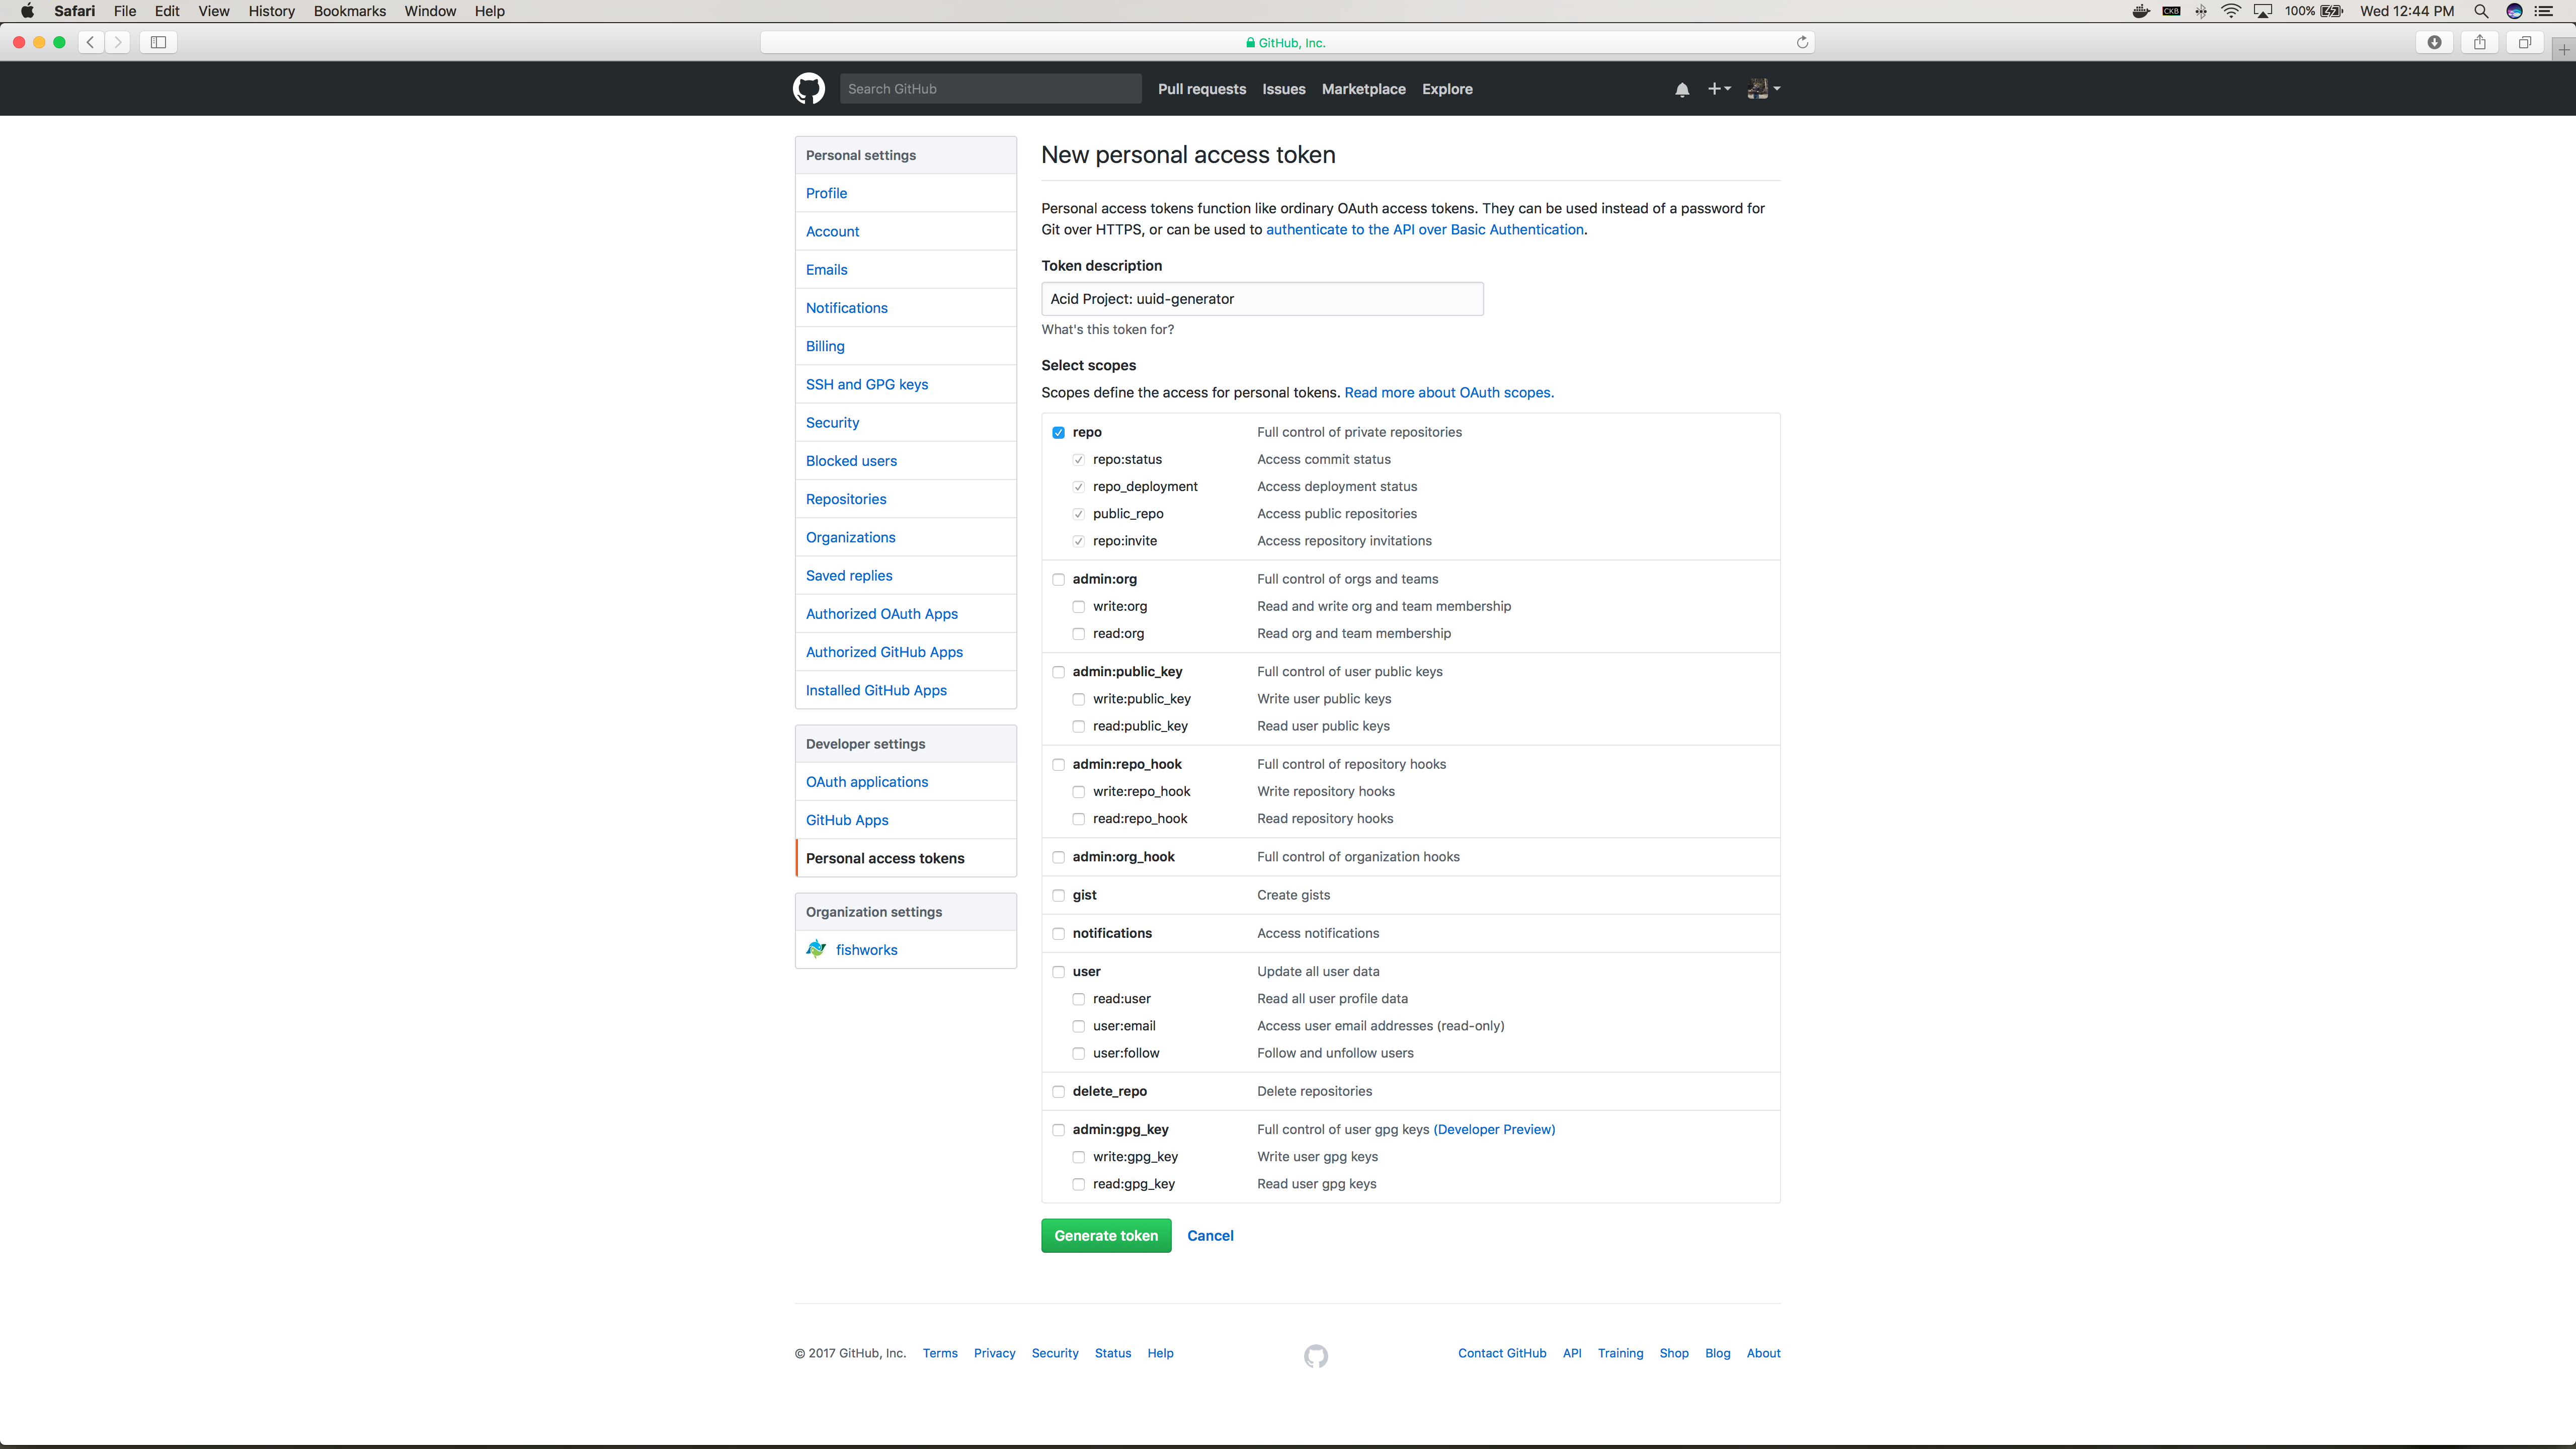 Safari File Edit View History Bookmarks Window Help
CKB 100% Wed 12:44 PM
GitHub, Inc.
Search GitHub
Pull requests Issues Marketplace Explore
Personal settings
Profile
Account
Emails
Notifications
Billing
SSH and GPG keys
Security
Blocked users
Repositories
Organizations
Saved replies
Authorized OAuth Apps
Authorized GitHub Apps
Installed GitHub Apps
Developer settings
OAuth applications
GitHub Apps
Personal access tokens
Organization settings
fishworks
New personal access token
Personal access tokens function like ordinary OAuth access tokens. They can be used instead of a password for
Git over HTTPS, or can be used to authenticate to the API over Basic Authentication.
Token description
Acid Project: uuid-generator
What's this token for?
Select scopes
Scopes define the access for personal tokens. Read more about OAuth scopes.
repo Full control of private repositories
repo:status Access commit status
repo_deployment Access deployment status
public_repo Access public repositories
repo:invite Access repository invitations
admin:org Full control of orgs and teams
write:org Read and write org and team membership
read:org Read org and team membership
admin:public_key Full control of user public keys
write:public_key Write user public keys
read:public_key Read user public keys
admin:repo_hook Full control of repository hooks
write:repo_hook Write repository hooks
read:repo_hook Read repository hooks
admin:org_hook Full control of organization hooks
gist Create gists
notifications Access notifications
user Update all user data
read:user Read all user profile data
user:email Access user email addresses (read-only)
user:follow Follow and unfollow users
delete_repo Delete repositories
admin:gpg_key Full control of user gpg keys (Developer Preview)
write:gpg_key Write user gpg keys
read:gpg_key Read user gpg keys
Generate token Cancel
© 2017 GitHub, Inc. Terms Privacy Security Status Help
Contact GitHub API Training Shop Blog About